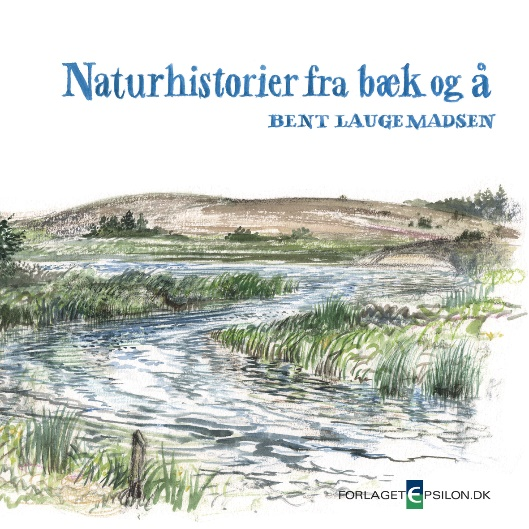 Naturhistorier fra bæk og å
BENT LAUGE MADSEN
FORLAGET EPSILON.DK